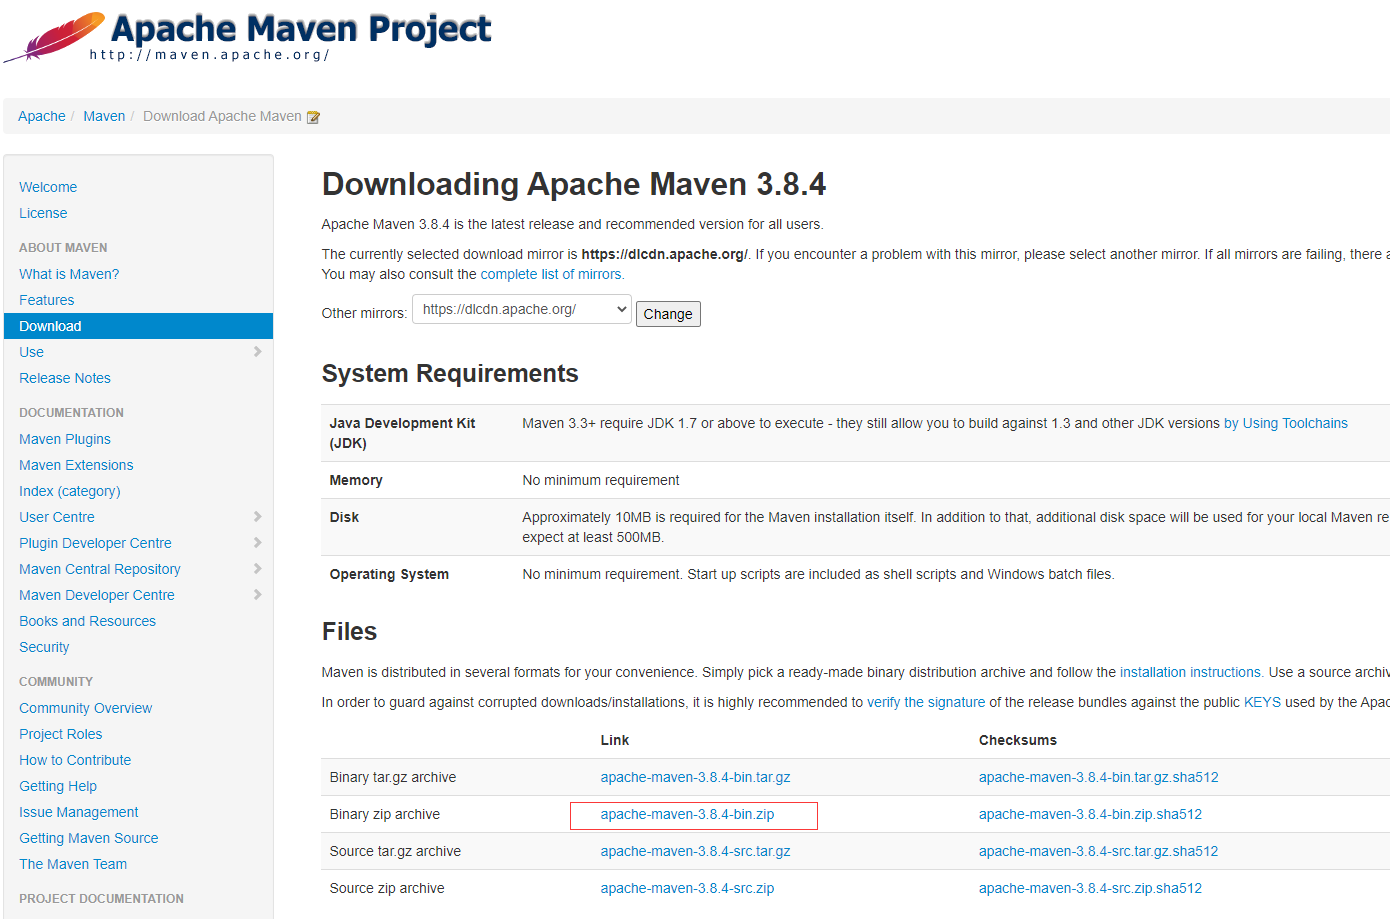 Apache Maven Project
http://maven.apache.org/
Apache / Maven / Download Apache Maven
Welcome
License
ABOUT MAVEN
What is Maven?
Features
Download
Use
Release Notes
DOCUMENTATION
Maven Plugins
Maven Extensions
Index (category)
User Centre
Plugin Developer Centre
Maven Central Repository
Maven Developer Centre
Books and Resources
Security
COMMUNITY
Community Overview
Project Roles
How to Contribute
Getting Help
Issue Management
Getting Maven Source
The Maven Team
PROJECT DOCUMENTATION
Downloading Apache Maven 3.8.4
Apache Maven 3.8.4 is the latest release and recommended version for all users.
The currently selected download mirror is https://dlcdn.apache.org/. If you encounter a problem with this mirror, please select another mirror. If all mirrors are failing, there a
You may also consult the complete list of mirrors.
Other mirrors: https://dlcdn.apache.org/ Change
System Requirements
Java Development Kit (JDK) Maven 3.3+ require JDK 1.7 or above to execute - they still allow you to build against 1.3 and other JDK versions by Using Toolchains
Memory No minimum requirement
Disk Approximately 10MB is required for the Maven installation itself. In addition to that, additional disk space will be used for your local Maven re
expect at least 500MB.
Operating System No minimum requirement. Start up scripts are included as shell scripts and Windows batch files.
Files
Maven is distributed in several formats for your convenience. Simply pick a ready-made binary distribution archive and follow the installation instructions. Use a source archiv
In order to guard against corrupted downloads/installations, it is highly recommended to verify the signature of the release bundles against the public KEYS used by the Apac
Link Checksums
Binary tar.gz archive apache-maven-3.8.4-bin.tar.gz apache-maven-3.8.4-bin.tar.gz.sha512
Binary zip archive apache-maven-3.8.4-bin.zip apache-maven-3.8.4-bin.zip.sha512
Source tar.gz archive apache-maven-3.8.4-src.tar.gz apache-maven-3.8.4-src.tar.gz.sha512
Source zip archive apache-maven-3.8.4-src.zip apache-maven-3.8.4-src.zip.sha512